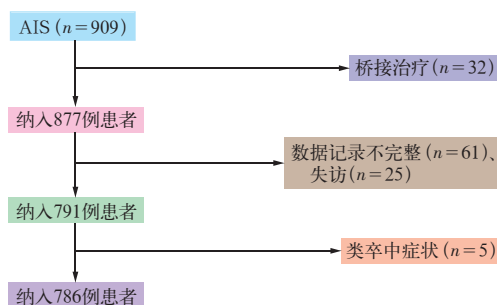 AIS (n=909)
桥接治疗(n=32)
纳入877例患者
数据记录不完整(n=61)、
失访(n=25)
纳入791例患者
类卒中症状(n=5)
纳入786例患者